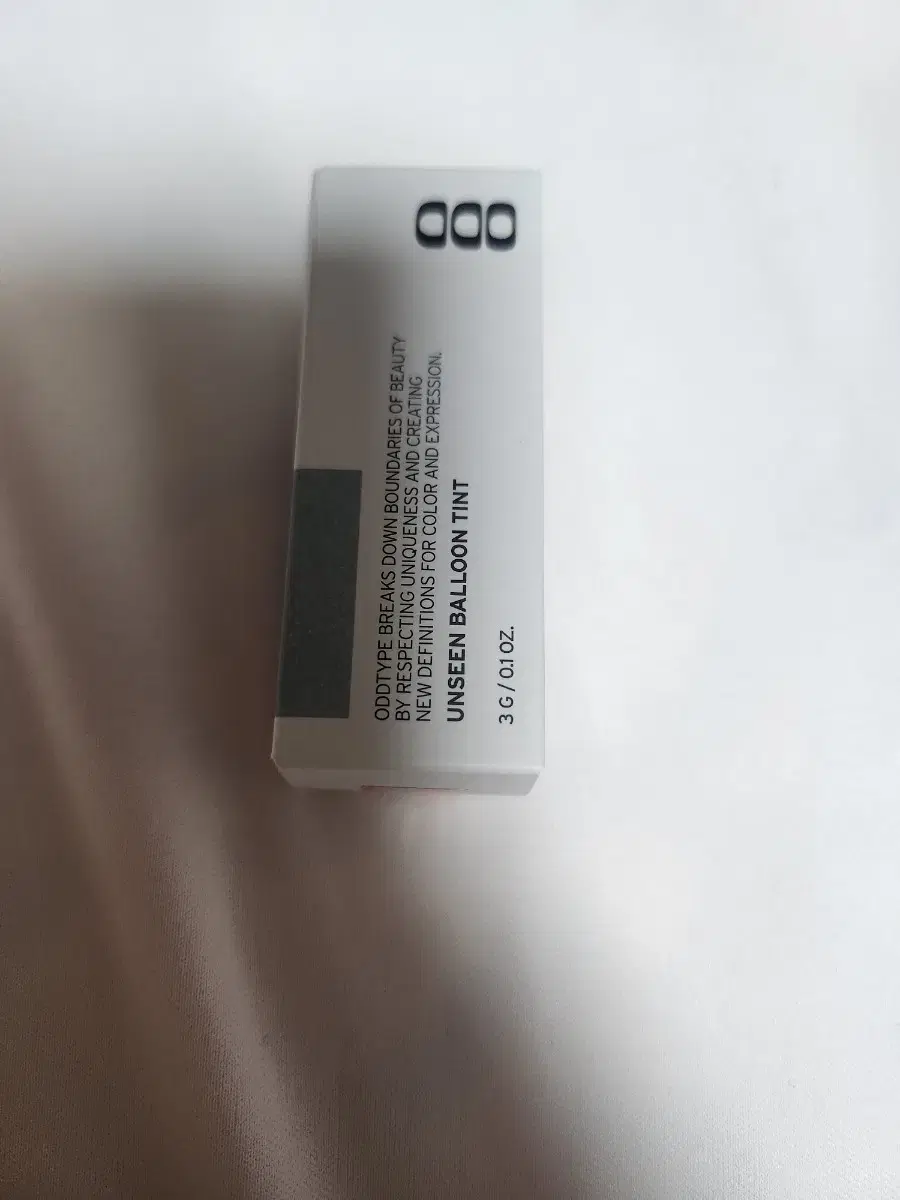 ODDTYPE BREAKS DOWN BOUNDARIES OF BEAUTY
BY RESPECTING UNIQUENESS AND CREATING
NEW DEFINITIONS FOR COLOR AND EXPRESSION.
UNSEEN BALLOON TINT
3 G / 0.1 OZ.